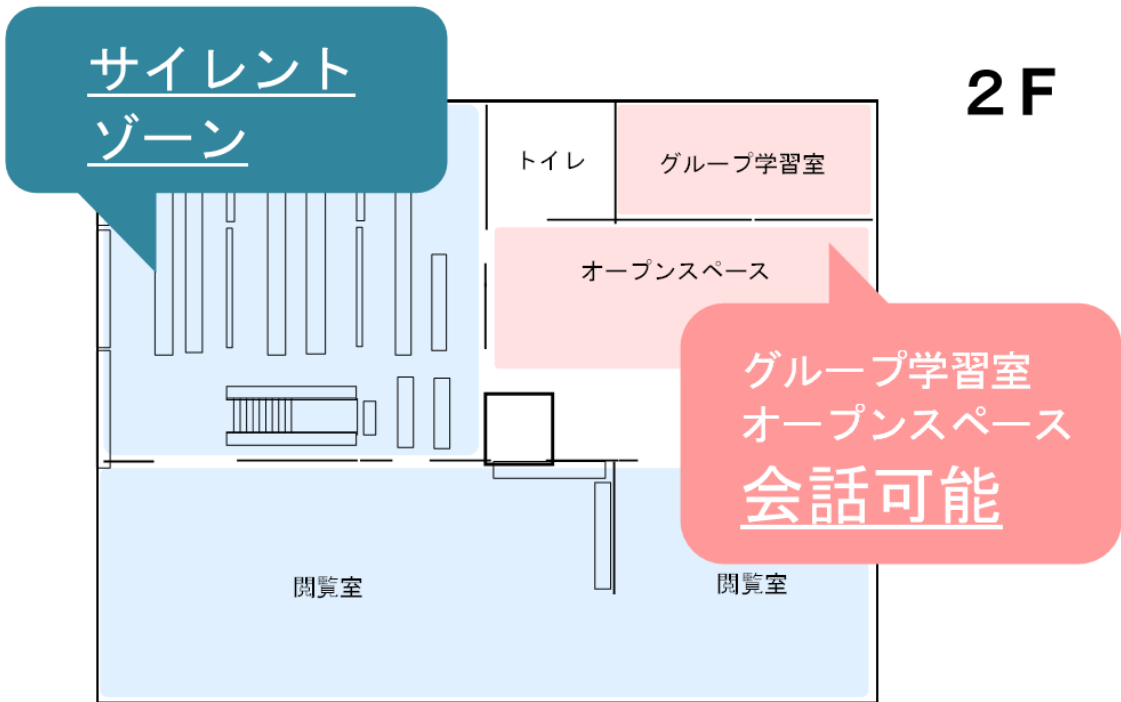 サイレント
ゾーン
2F
トイレ
グループ学習室
オープンスペース
グループ学習室
オープンスペース
会話可能
閲覧室
閲覧室